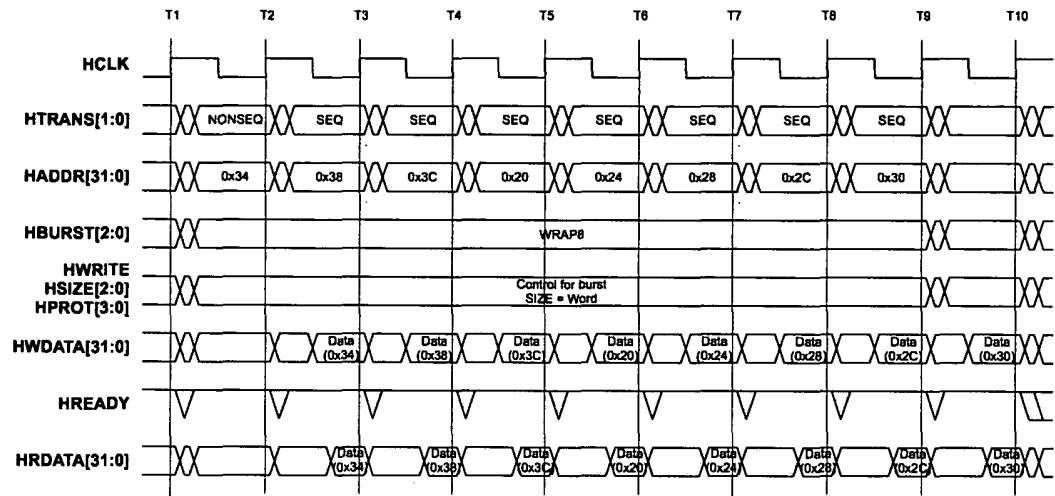 T1 T2 T3 T4 T5 T6 T7 T8 T9 T10
HCLK
HTRANS[1:0] NONSEQ SEQ SEQ SEQ SEQ SEQ SEQ SEQ
HADDR[31:0] 0x34 0x38 0x3C 0x20 0x24 0x28 0x2C 0x30
HBURST[2:0] WRAP8
HWRITE
HSIZE[2:0]
HPROT[3:0]
Control for burst
SIZE = Word
HWDATA[31:0]
Data Data Data Data Data Data Data Data
(0x34) (0x38) (0x3C) (0x20) (0x24) (0x28) (0x2C) (0x30)
HREADY
HRDATA[31:0]
Data Data Data Data Data Data Data Data
(0x34) (0x38) (0x3C) (0x20) (0x24) (0x28) (0x2C) (0x30)